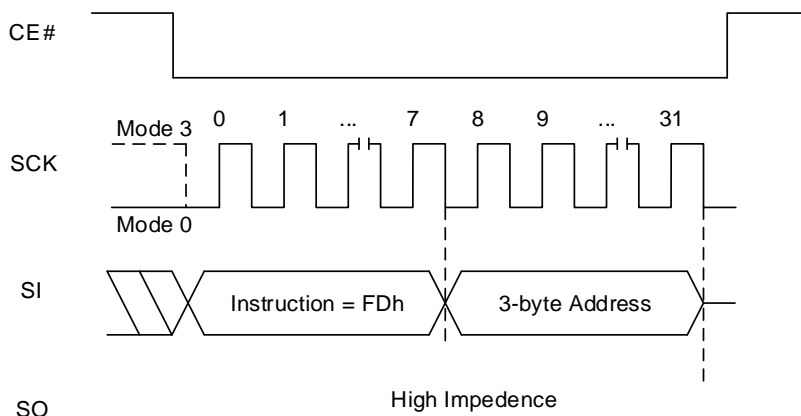 CE#
0 1 ... 7 8 9 ... 31
Mode 3
SCK
Mode 0
SI
Instruction = FDh
3-byte Address
High Impedence
SO